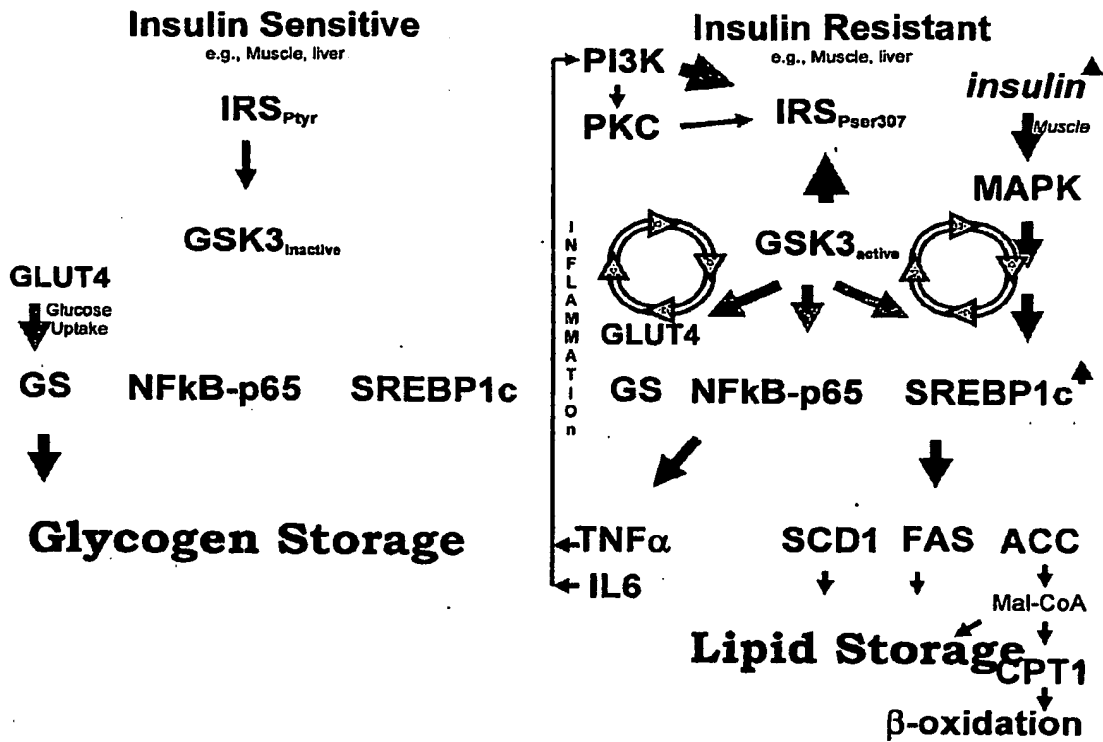 Insulin Sensitive
e.g., Muscle, liver
IRSPtyr
GSK3Inactive
GLUT4
Glucose
Uptake
GS NFkB-p65 SREBP1c
Glycogen Storage
Insulin Resistant
e.g., Muscle, liver
PI3K
PKC
IRSPser307
insulin
Muscle
MAPK
INFLAMMATIOn
GSK3active
GLUT4
GS NFkB-p65 SREBP1c
TNFα
IL6
SCD1 FAS ACC
Mal-CoA
Lipid Storage
CPT1
β-oxidation